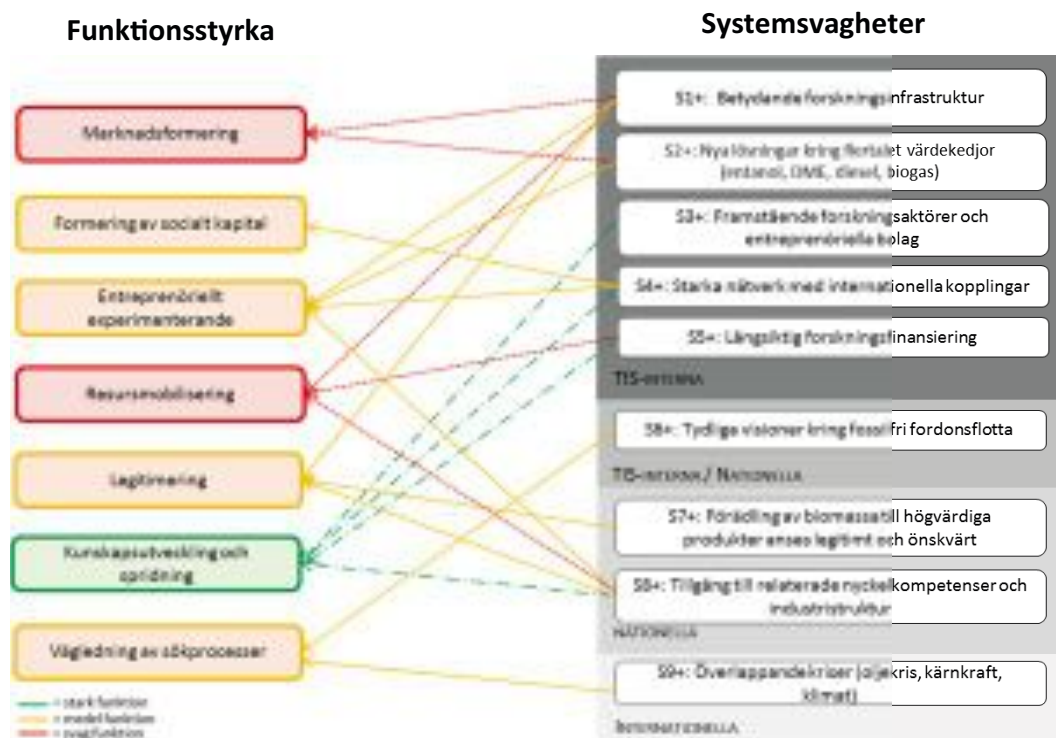 Funktionsstyrka
Systemsvagheter
Marknadsformering
Formering av socialt kapital
Entreprenöriellt
experimenterande
Resursmobilisering
Legitimering
Kunskapsutveckling och
spridning
Vägledning av sökprocesser
= stark funktion
= medel funktion
= svag funktion
S1+: Betydande forskningsinfrastruktur
S2+: Nya lösningar kring flertalet värdekedjor
(entanol, DME, diesel, biogas)
S3+: Framstående forskningsaktörer och
entreprenöriella bolag
S4+: Starka nätverk med internationella kopplingar
S5+: Långsiktig forskningsfinansiering
TIS-INTERNA
S6+: Tydliga visioner kring fossilfri fordonsflotta
TIS-INTERNA / NATIONELLA
S7+: Förädling av biomassa till högvärdiga
produkter anses legitimt och önskvärt
S8+: Tillgång till relaterade nyckelkompetenser och
industristruktur
NATIONELLA
S9+: Överlappande kriser (oljekris, kärnkraft,
klimat)
INTERNATIONELLA